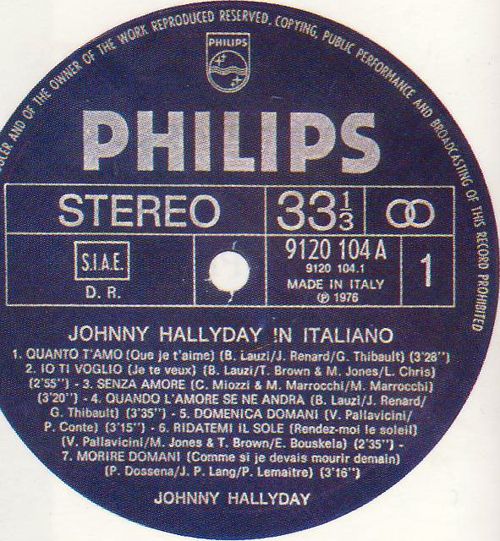 LER AND OF THE OWNER OF THE WORK REPRODUCED RESERVED. COPYING, PUBLIC PERFORMANCE AND BROADCASTING OF THIS RECORD PROHIBITED
PHILIPS
PHILIPS
STEREO 33 1/3
S.I.A.E. 9120 104 A 1
9120 104.1
D. R. MADE IN ITALY
℗ 1976
JOHNNY HALLYDAY IN ITALIANO
1. QUANTO T'AMO (Que je t'aime) (B. Lauzi/J. Renard/G. Thibault) (3'28")
2. IO TI VOGLIO (Je te veux) (B. Lauzi/T. Brown & M. Jones/L. Chris)
(2'55") - 3. SENZA AMORE (C. Miozzi & M. Marrocchi/M. Marrocchi)
(3'20") - 4. QUANDO L'AMORE SE NE ANDRA (B. Lauzi/J. Renard/
G. Thibault) (3'35") - 5. DOMENICA DOMANI (V. Pallavicini/
P. Conte) (3'15") - 6. RIDATEMI IL SOLE (Rendez-moi le soleil)
(V. Pallavicini/M. Jones & T. Brown/E. Bouskela) (2'35") -
7. MORIRE DOMANI (Comme si je devais mourir demain)
(P. Dossena/J. P. Lang/P. Lemaitre) (3'16")
JOHNNY HALLYDAY